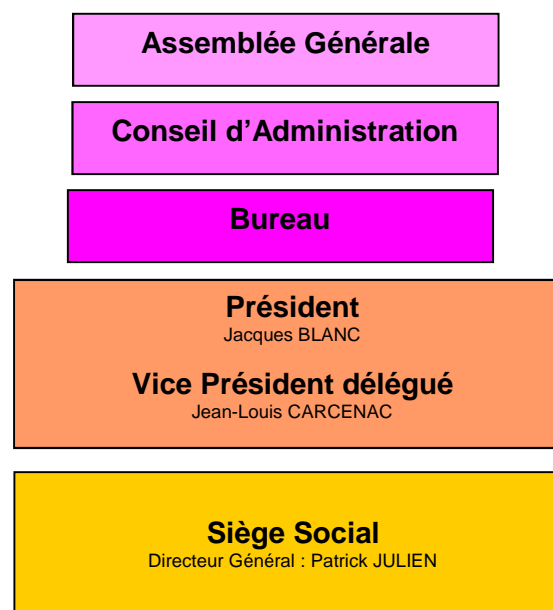 Assemblée Générale
Conseil d’Administration
Bureau
Président
Jacques BLANC
Vice Président délégué
Jean-Louis CARCENAC
Siège Social
Directeur Général : Patrick JULIEN